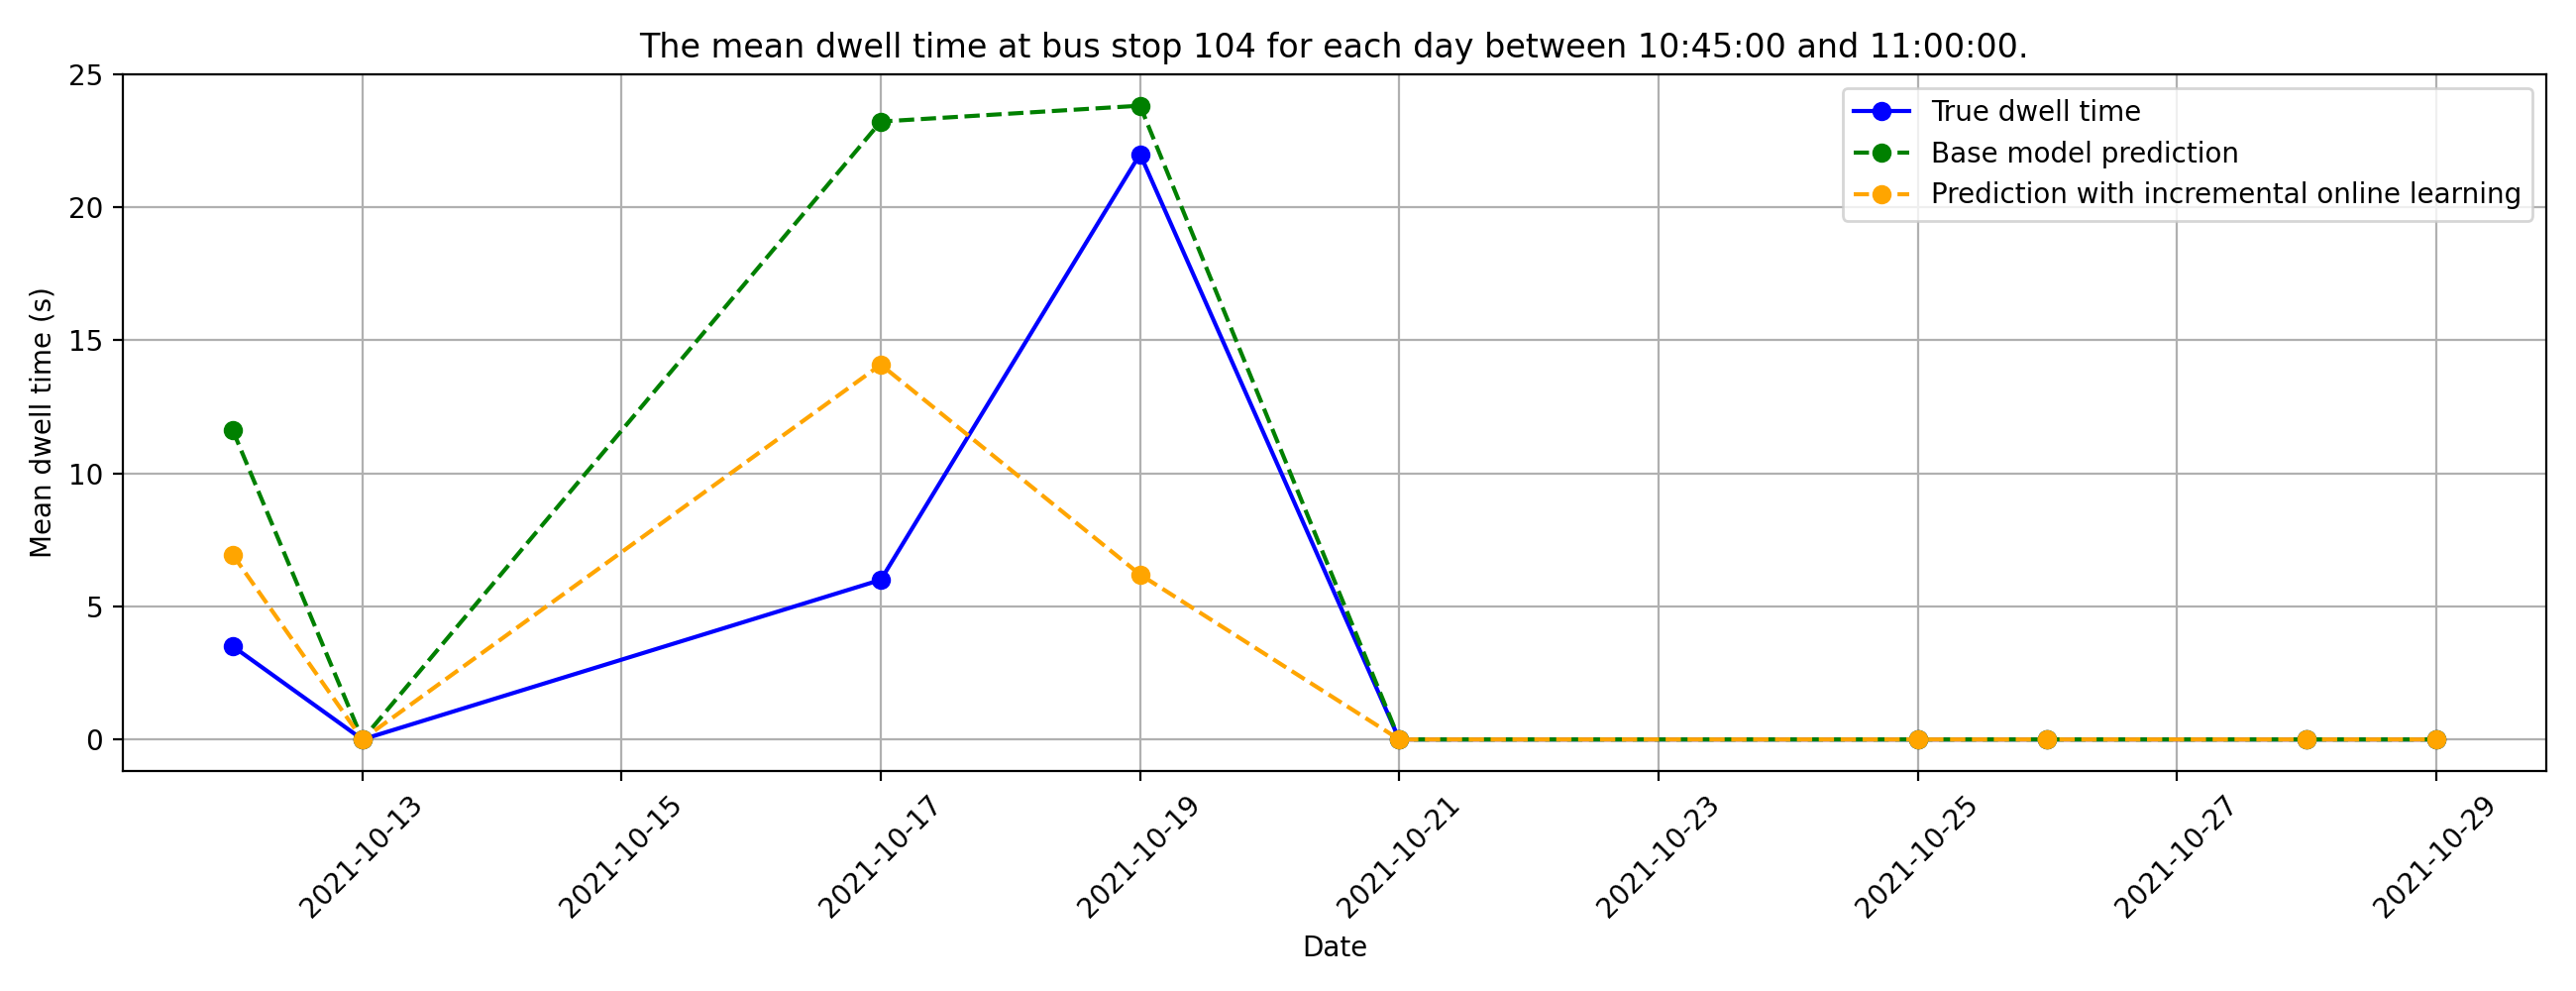 The mean dwell time at bus stop 104 for each day between 10:45:00 and 11:00:00.
25
20
15
10
5
0
Mean dwell time (s)
True dwell time
Base model prediction
Prediction with incremental online learning
2021-10-13
2021-10-15
2021-10-17
2021-10-19
2021-10-21
2021-10-23
2021-10-25
2021-10-27
2021-10-29
Date